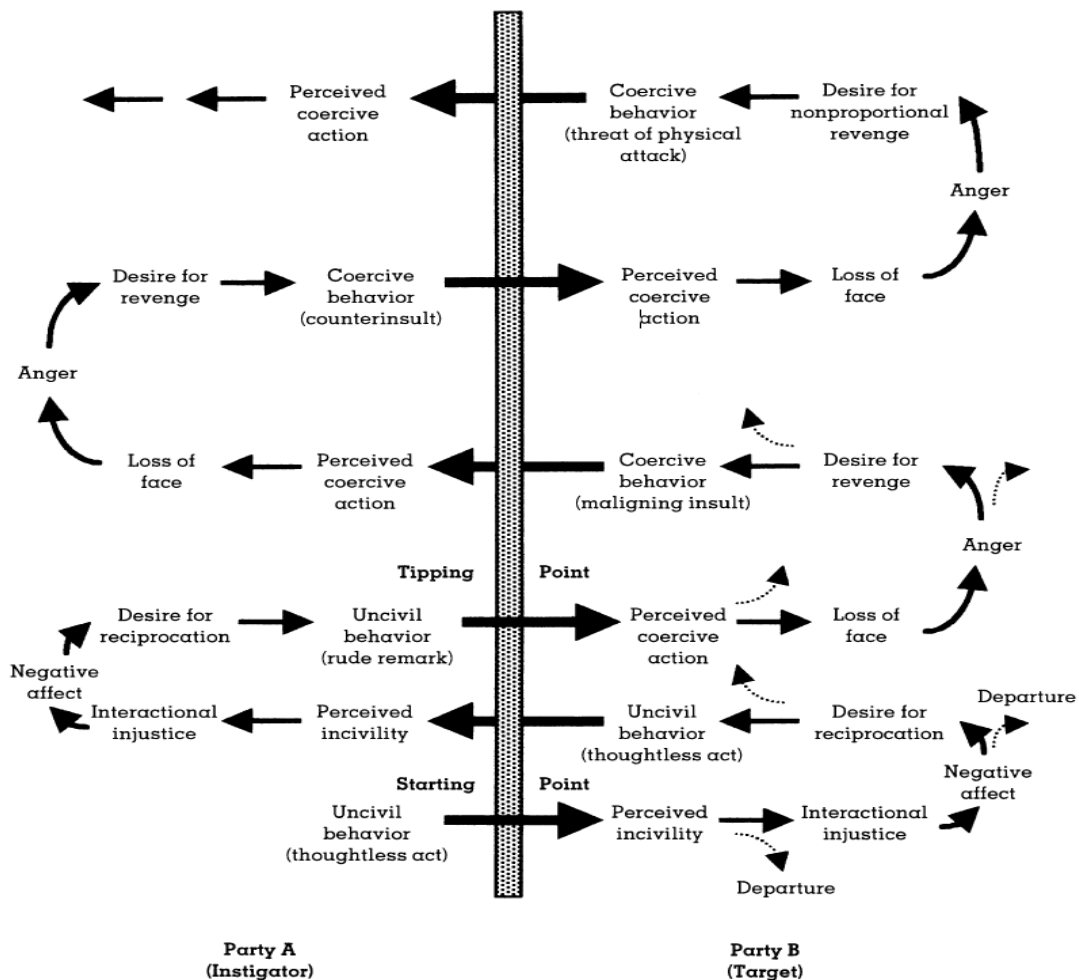 Perceived
coercive
action
Coercive
behavior
(threat of physical
attack)
Desire for
nonproportional
revenge
Anger
Desire for
revenge
Coercive
behavior
(counterinsult)
Perceived
coercive
action
Loss of
face
Anger
Loss of
face
Perceived
coercive
action
Coercive
behavior
(maligning insult)
Desire for
revenge
Anger
Tipping Point
Desire for
reciprocation
Uncivil
behavior
(rude remark)
Perceived
coercive
action
Loss of
face
Negative
affect
Interactional
injustice
Perceived
incivility
Uncivil
behavior
(thoughtless act)
Desire for
reciprocation
Departure
Negative
affect
Starting Point
Uncivil
behavior
(thoughtless act)
Perceived
incivility
Interactional
injustice
Departure
Party A
(Instigator)
Party B
(Target)